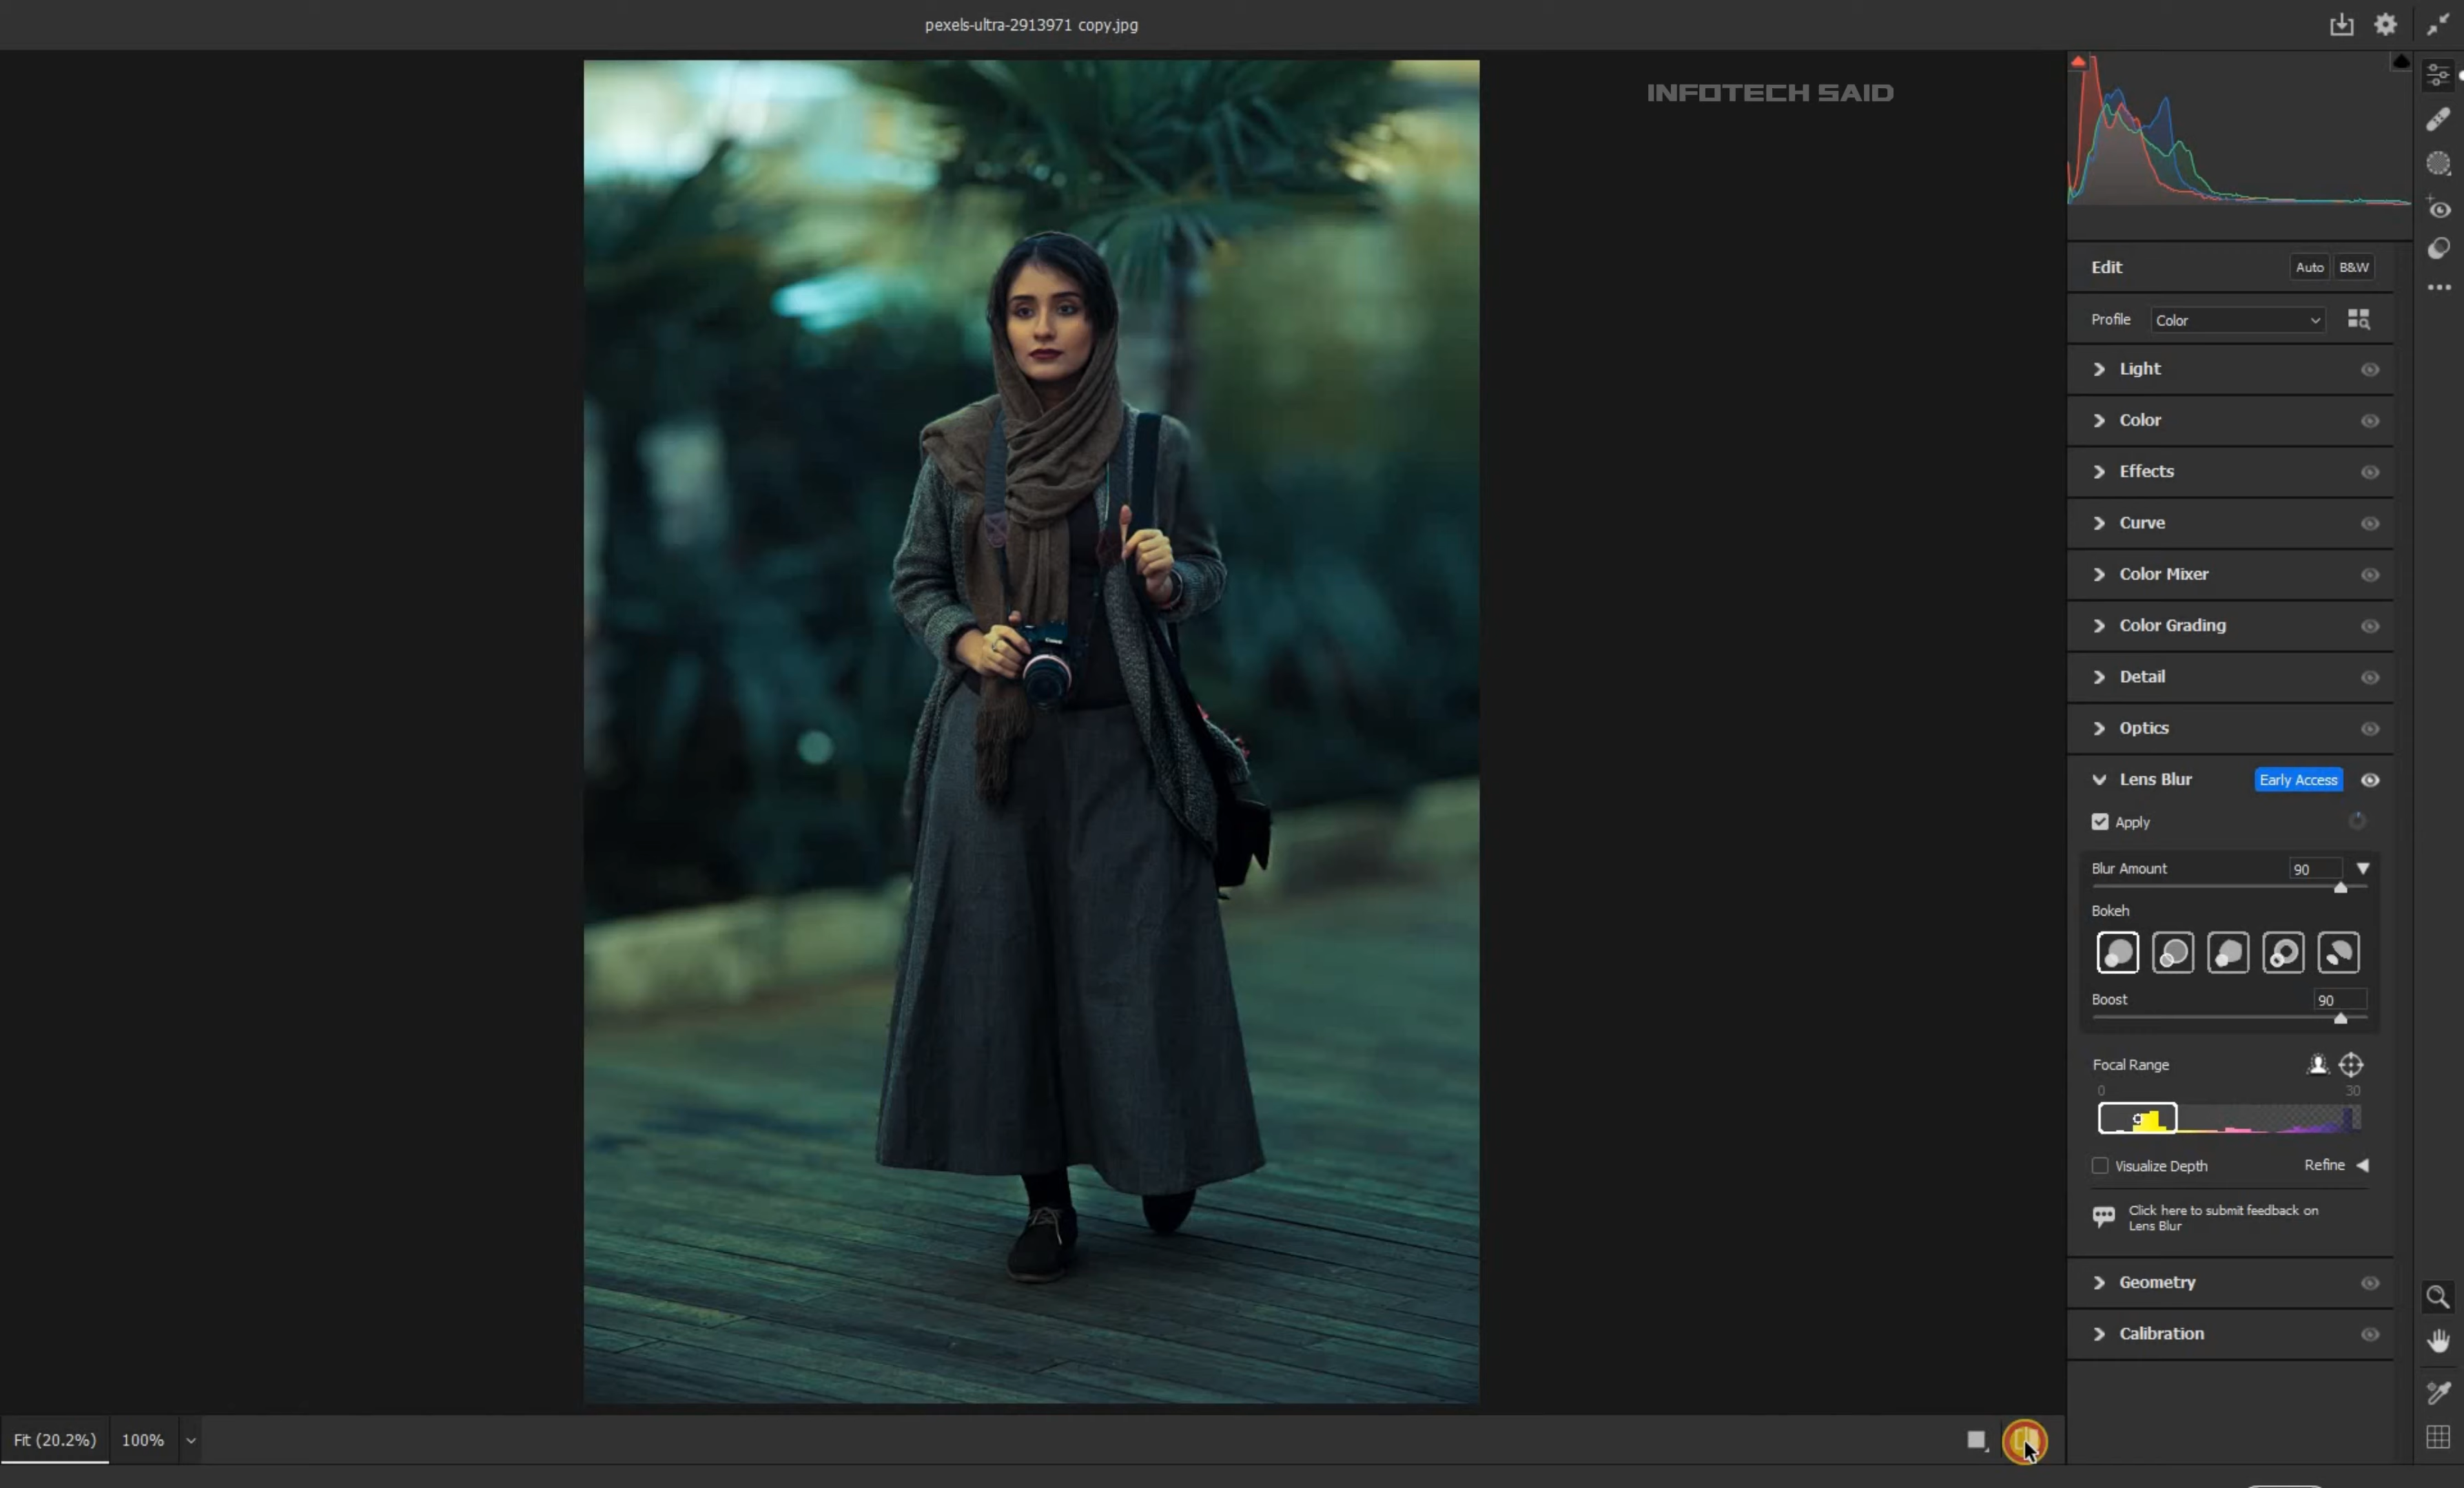 pexels-ultra-2913971 copy.jpg
INFOTECH SAID
Edit
Auto
B&W
Profile
Color
Light
Color
Effects
Curve
Color Mixer
Color Grading
Detail
Optics
Lens Blur
Early Access
Apply
Blur Amount
90
Bokeh
Boost
90
Focal Range
0
30
Visualize Depth
Refine
Click here to submit feedback on
Lens Blur
Geometry
Calibration
Fit (20.2%)
100%